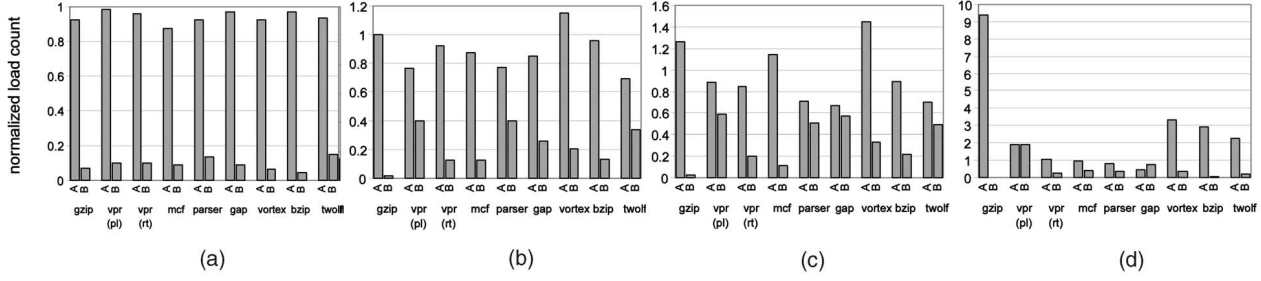 normalized load count
1
0.8
0.6
0.4
0.2
0
A B A B A B A B A B A B A B A B A B
gzip vpr (pl) vpr (rt) mcf parser gap vortex bzip twolf
(a)
1.2
1
0.8
0.6
0.4
0.2
0
A B A B A B A B A B A B A B A B A B
gzip vpr (pl) vpr (rt) mcf parser gap vortex bzip twolf
(b)
1.6
1.4
1.2
1
0.8
0.6
0.4
0.2
0
A B A B A B A B A B A B A B A B A B
gzip vpr (pl) vpr (rt) mcf parser gap vortex bzip twolf
(c)
10
9
8
7
6
5
4
3
2
1
0
A B A B A B A B A B A B A B A B A B
gzip vpr (pl) vpr (rt) mcf parser gap vortex bzip twolf
(d)